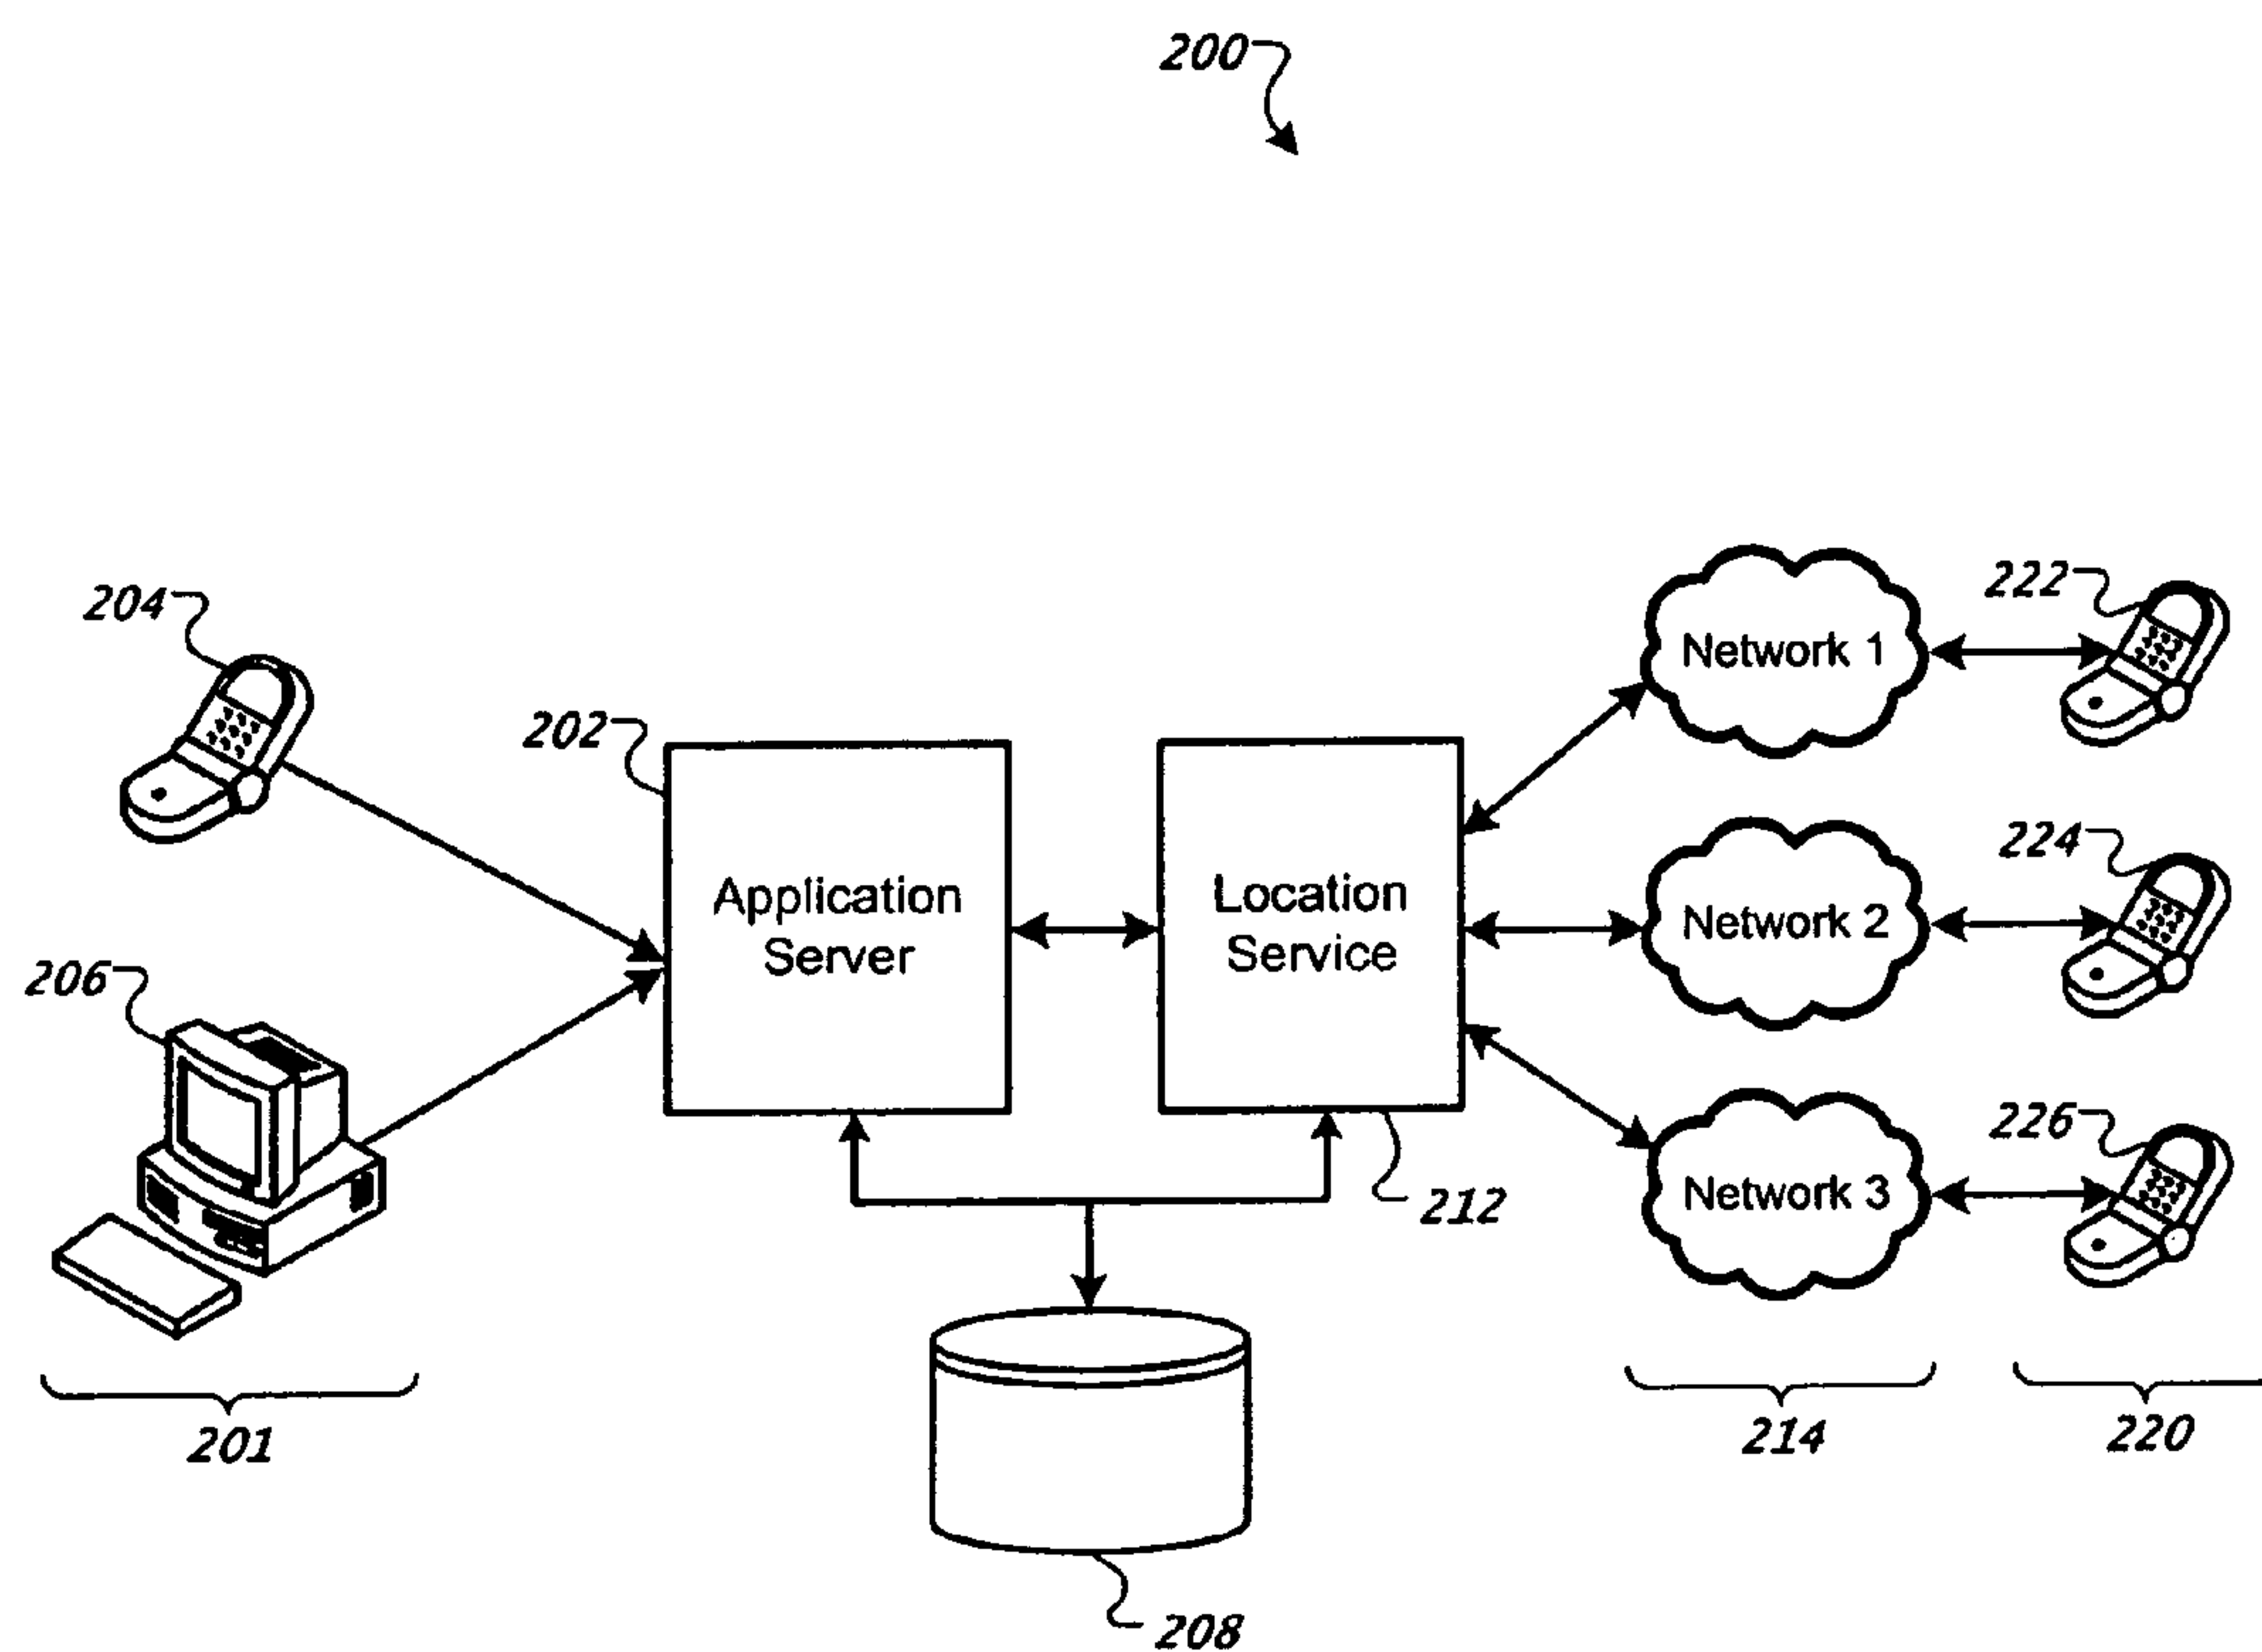 200
204
202
206
Application
Server
Location
Service
212
Network 1
Network 2
Network 3
222
224
226
201
214
220
208